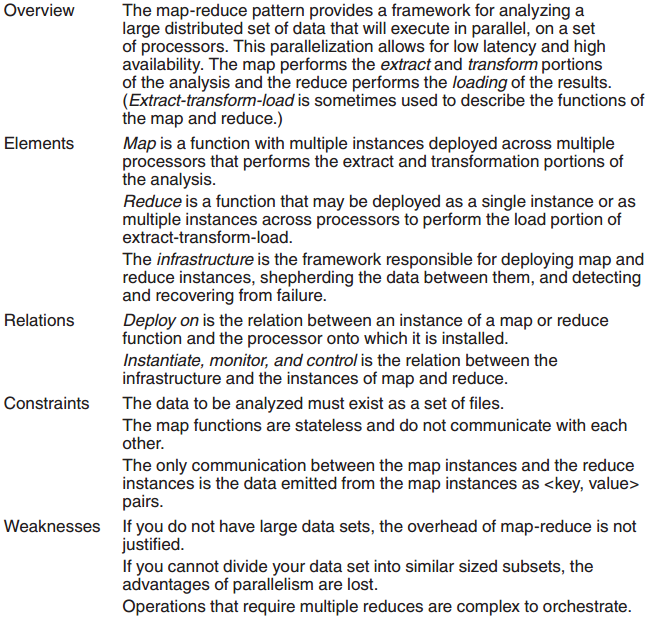 Overview The map-reduce pattern provides a framework for analyzing a
large distributed set of data that will execute in parallel, on a set
of processors. This parallelization allows for low latency and high
availability. The map performs the extract and transform portions
of the analysis and the reduce performs the loading of the results.
(Extract-transform-load is sometimes used to describe the functions of
the map and reduce.)
Elements Map is a function with multiple instances deployed across multiple
processors that performs the extract and transformation portions of
the analysis.
Reduce is a function that may be deployed as a single instance or as
multiple instances across processors to perform the load portion of
extract-transform-load.
The infrastructure is the framework responsible for deploying map and
reduce instances, shepherding the data between them, and detecting
and recovering from failure.
Relations Deploy on is the relation between an instance of a map or reduce
function and the processor onto which it is installed.
Instantiate, monitor, and control is the relation between the
infrastructure and the instances of map and reduce.
Constraints The data to be analyzed must exist as a set of files.
The map functions are stateless and do not communicate with each
other.
The only communication between the map instances and the reduce
instances is the data emitted from the map instances as <key, value>
pairs.
Weaknesses If you do not have large data sets, the overhead of map-reduce is not
justified.
If you cannot divide your data set into similar sized subsets, the
advantages of parallelism are lost.
Operations that require multiple reduces are complex to orchestrate.